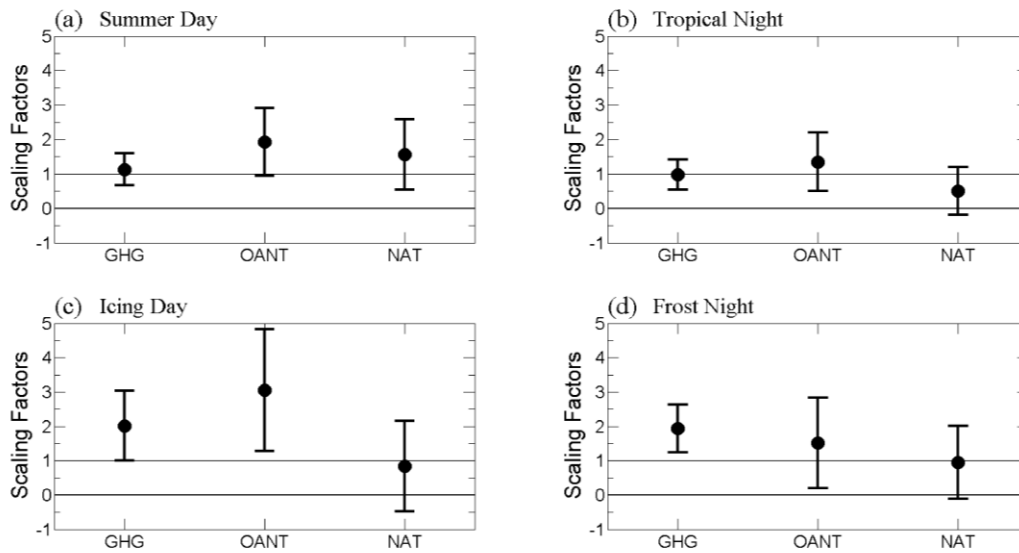 (a) Summer Day
5
4
3
2
1
0
-1
Scaling Factors
GHG OANT NAT
(b) Tropical Night
5
4
3
2
1
0
-1
Scaling Factors
GHG OANT NAT
(c) Icing Day
5
4
3
2
1
0
-1
Scaling Factors
GHG OANT NAT
(d) Frost Night
5
4
3
2
1
0
-1
Scaling Factors
GHG OANT NAT